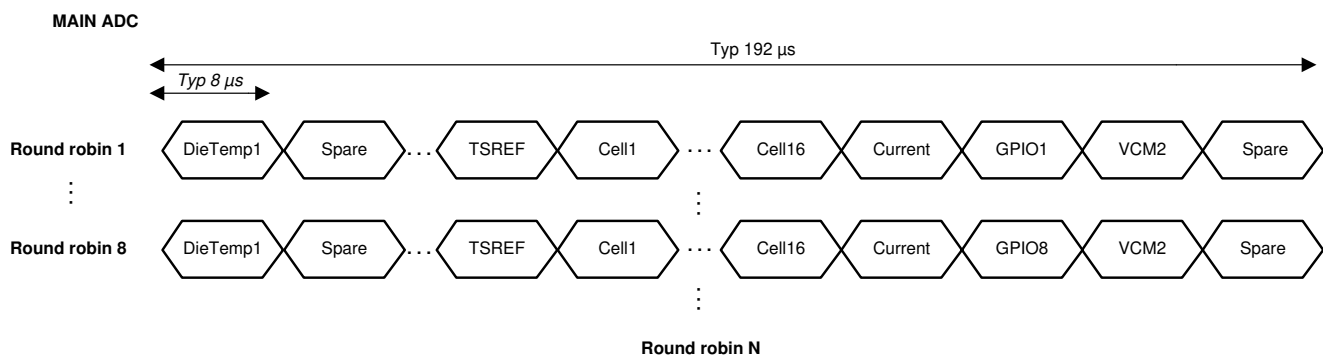 MAIN ADC
Typ 192 µs
Typ 8 µs
Round robin 1 DieTemp1 Spare ... TSREF Cell1 ... Cell16 Current GPIO1 VCM2 Spare
Round robin 8 DieTemp1 Spare ... TSREF Cell1 ... Cell16 Current GPIO8 VCM2 Spare
Round robin N